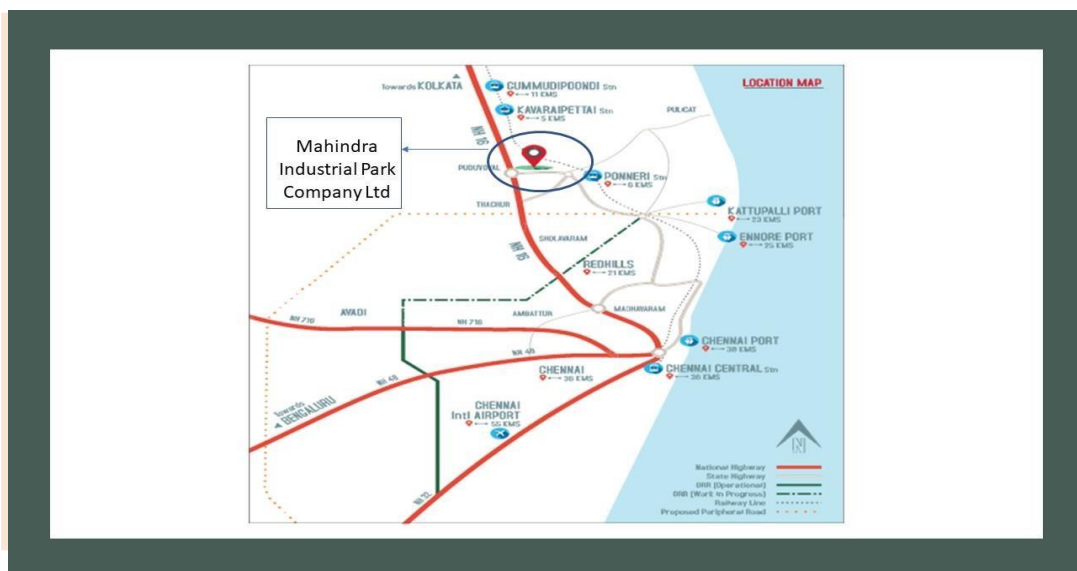 LOCATION MAP
Towards KOLKATA
GUMMUDIPOONDI Stn
11 KMS
KAVARAIPETTAI Stn
5 KMS
PULICAT
NH 16
Mahindra
Industrial Park
Company Ltd
PUDUVOYAL
PONNERI Stn
6 KMS
THACHUR
KATTUPALLI PORT
23 KMS
SHOLAVARAM
NH 16
ENNORE PORT
25 KMS
REDHILLS
21 KMS
AVADI
AMBATTUR
MADHAVARAM
NH 716
NH 716
CHENNAI PORT
38 KMS
NH 48
CHENNAI
36 KMS
CHENNAI CENTRAL Stn
36 KMS
NH 48
Towards
BENGALURU
CHENNAI
Intl AIRPORT
55 KMS
NH 32
N
National Highway
State Highway
ORR (Operational)
ORR (Work in Progress)
Railway Line
Proposed Peripheral Road